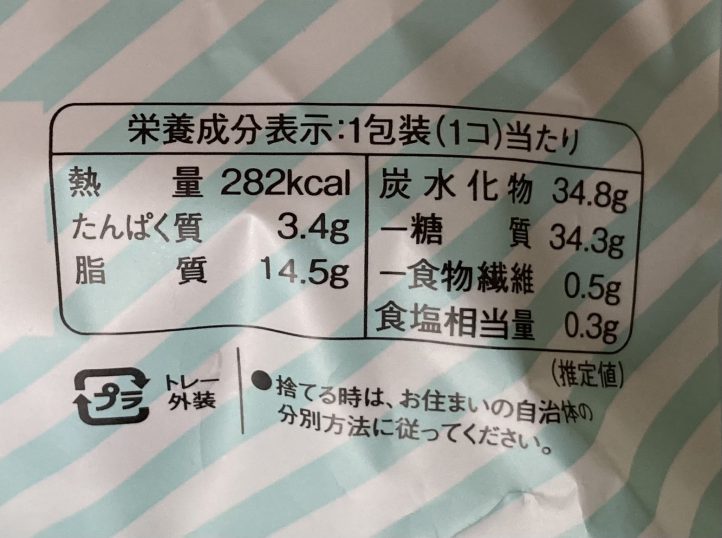 栄養成分表示:1包装(1コ)当たり
熱量 282kcal
たんぱく質 3.4g
脂質 14.5g
炭水化物 34.8g
ー糖質 34.3g
ー食物繊維 0.5g
食塩相当量 0.3g
(推定値)
プラ
トレー
外装
●捨てる時は、お住まいの自治体の
分別方法に従ってください。